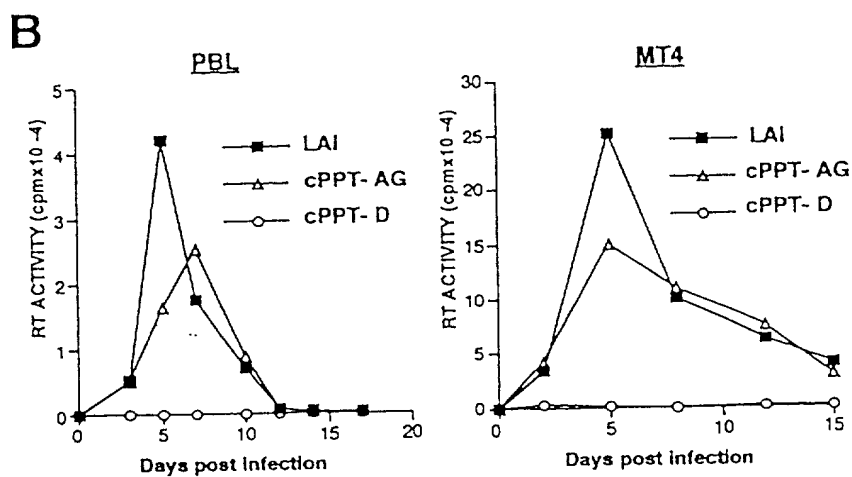 B
PBL
RT ACTIVITY (cpmx10 -4)
5
4
3
2
1
0
0
5
10
15
20
Days post infection
LAI
cPPT- AG
cPPT- D
MT4
RT ACTIVITY (cpmx10 -4)
30
25
20
15
10
5
0
0
5
10
15
Days post infection
LAI
cPPT- AG
cPPT- D